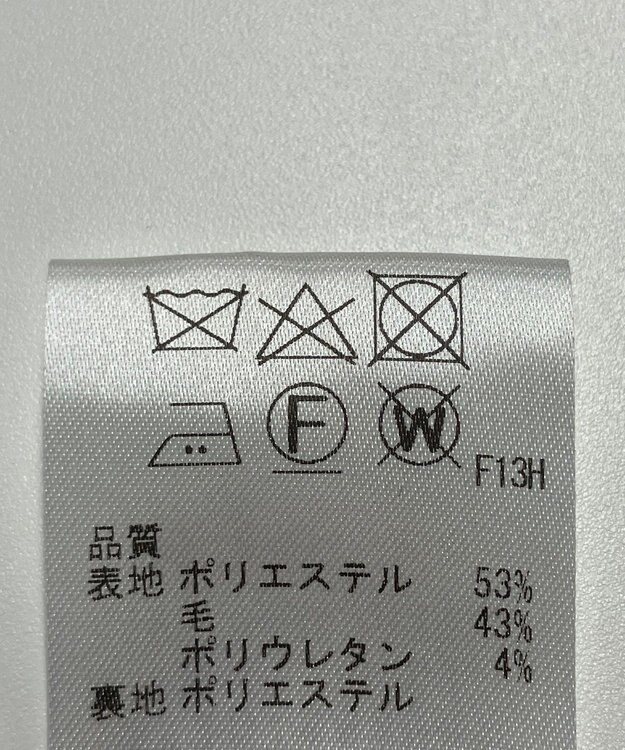 F
W
F13H
品質
表地 ポリエステル 53%
毛 43%
ポリウレタン 4%
裏地 ポリエステル